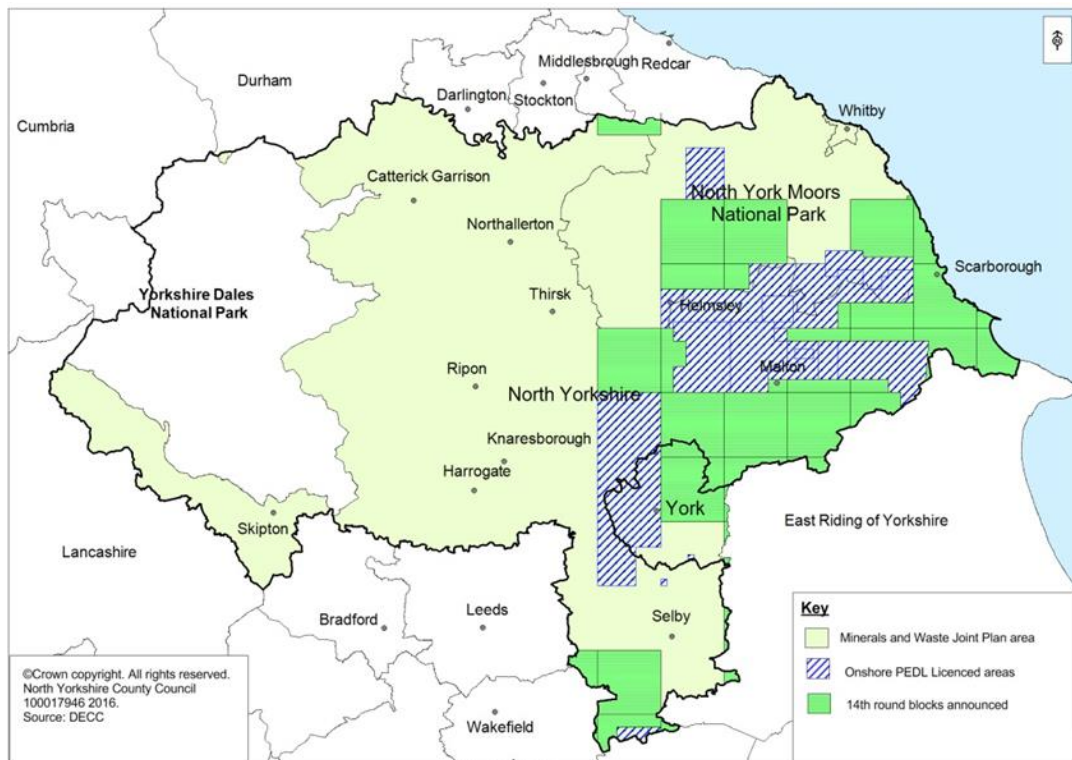 Middlesbrough
Redcar
Durham
Darlington
Stockton
Cumbria
Whitby
Catterick Garrison
North York Moors
National Park
Northallerton
Scarborough
Yorkshire Dales
National Park
Thirsk
Helmsley
Ripon
Malton
North Yorkshire
Knaresborough
Harrogate
York
Skipton
East Riding of Yorkshire
Lancashire
Bradford
Leeds
Selby
Wakefield
Key
Minerals and Waste Joint Plan area
Onshore PEDL Licenced areas
14th round blocks announced
©Crown copyright. All rights reserved.
North Yorkshire County Council
100017946 2016.
Source: DECC